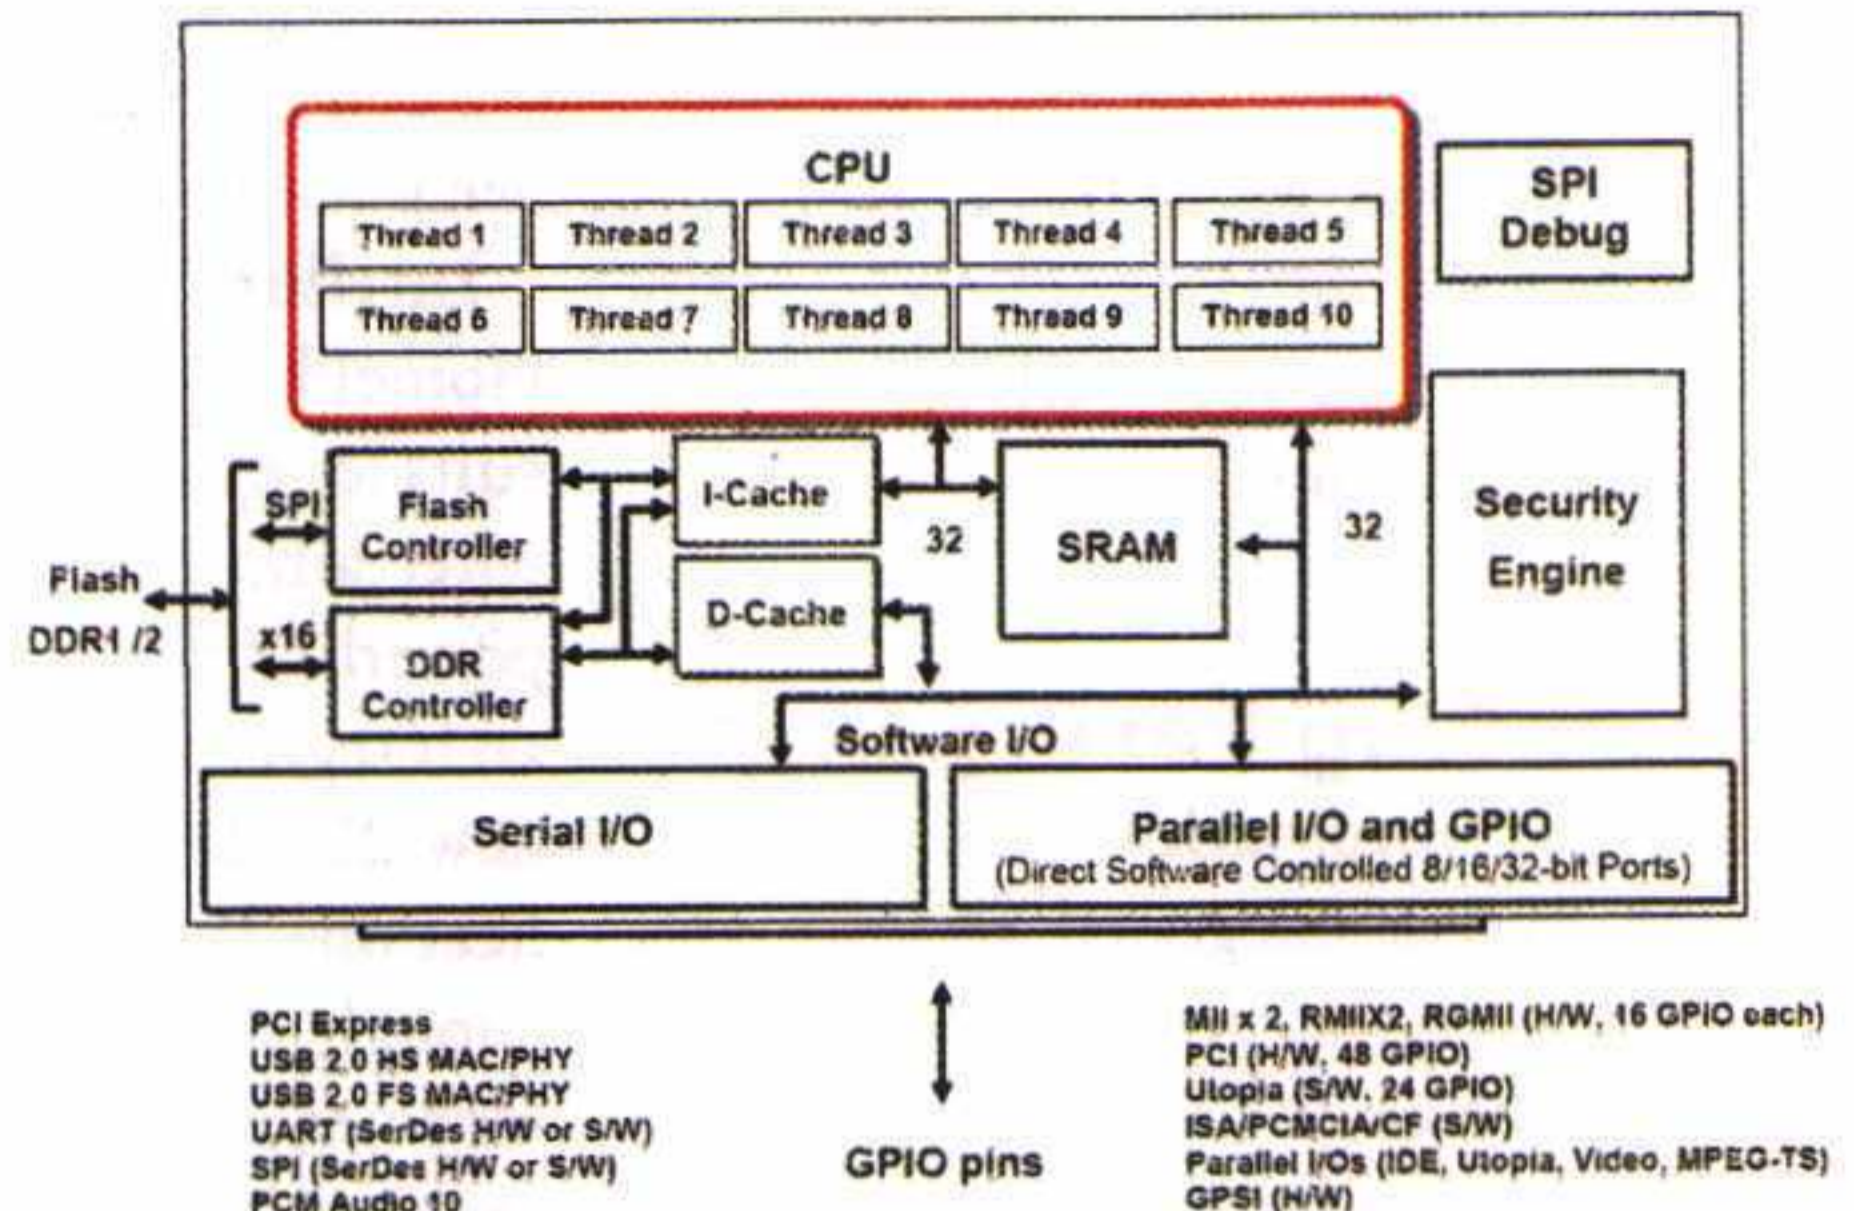 CPU
Thread 1 Thread 2 Thread 3 Thread 4 Thread 5
Thread 6 Thread 7 Thread 8 Thread 9 Thread 10
SPI
Debug
Flash
DDR1 /2
SPI
x16
Flash
Controller
DDR
Controller
I-Cache
D-Cache
32
SRAM
32
Security
Engine
Software I/O
Serial I/O
Parallel I/O and GPIO
(Direct Software Controlled 8/16/32-bit Ports)
PCI Express
USB 2.0 HS MAC/PHY
USB 2.0 FS MAC/PHY
UART (SerDes H/W or S/W)
SPI (SerDes H/W or S/W)
PCM Audio 10
GPIO pins
MII x 2, RMIIX2, RGMII (H/W, 16 GPIO each)
PCI (H/W, 48 GPIO)
Utopia (S/W, 24 GPIO)
ISA/PCMCIA/CF (S/W)
Parallel I/Os (IDE, Utopia, Video, MPEG-TS)
GPSI (H/W)